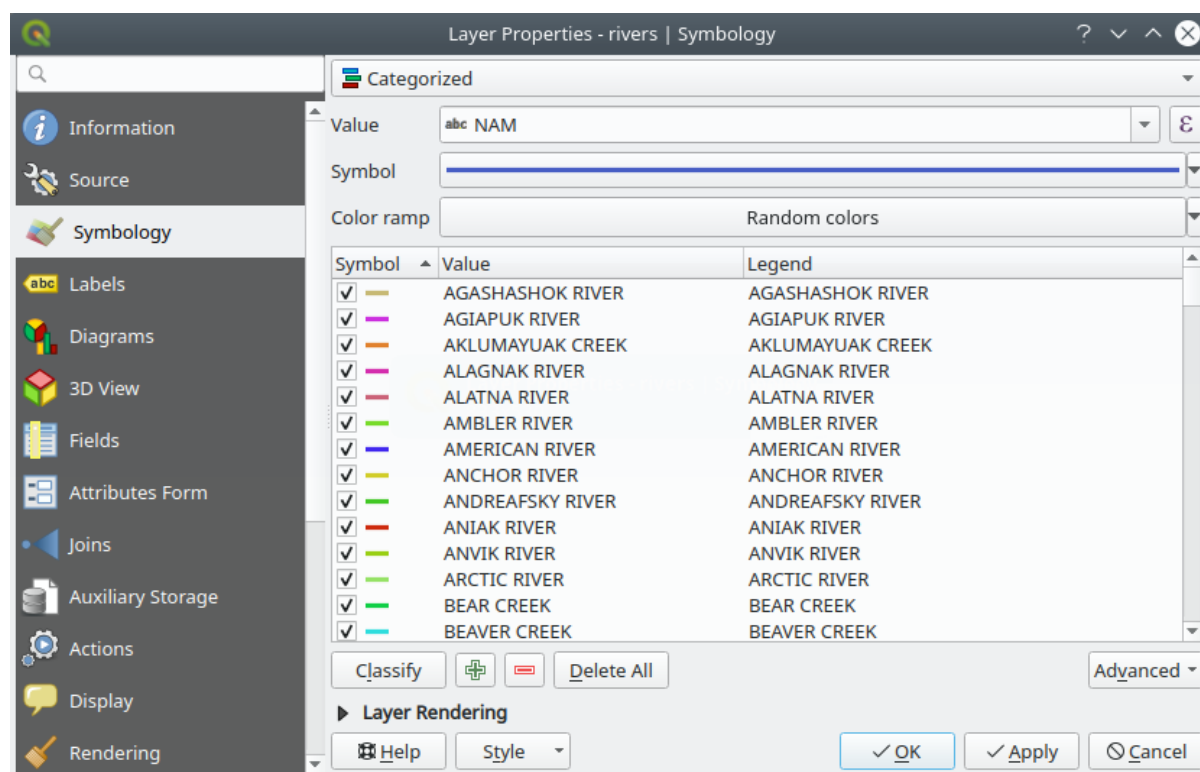 Layer Properties - rivers | Symbology
?
Categorized
Information
Value abc NAM ε
Source
Symbol
Symbology
Color ramp Random colors
Symbol Value Legend
abc Labels
AGASHASHOK RIVER AGASHASHOK RIVER
AGIAPUK RIVER AGIAPUK RIVER
Diagrams
AKLUMAYUAK CREEK AKLUMAYUAK CREEK
ALAGNAK RIVER ALAGNAK RIVER
3D View
ALATNA RIVER ALATNA RIVER
AMBLER RIVER AMBLER RIVER
Fields
AMERICAN RIVER AMERICAN RIVER
ANCHOR RIVER ANCHOR RIVER
Attributes Form
ANDREAFSKY RIVER ANDREAFSKY RIVER
ANIAK RIVER ANIAK RIVER
Joins
ANVIK RIVER ANVIK RIVER
ARCTIC RIVER ARCTIC RIVER
Auxiliary Storage
BEAR CREEK BEAR CREEK
BEAVER CREEK BEAVER CREEK
Actions
Classify Delete All Advanced
Display
Layer Rendering
Rendering
Help Style OK Apply Cancel